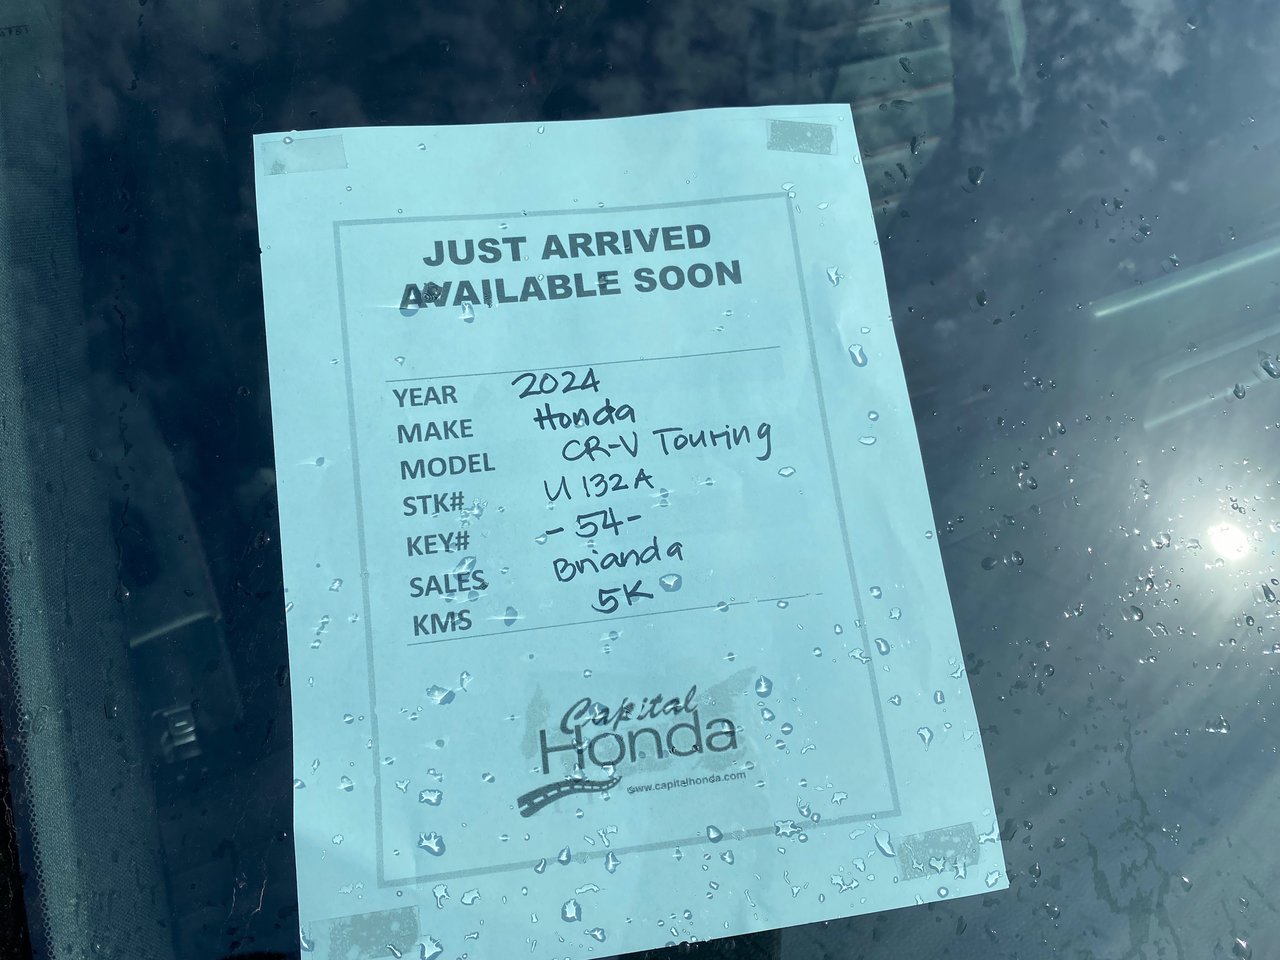 JUST ARRIVED
AVAILABLE SOON
YEAR 2024
MAKE Honda
MODEL CR-V Touring
STK# U132A
KEY# -54-
SALES Brianda
KMS 5K
Capital
Honda
www.capitalhonda.com